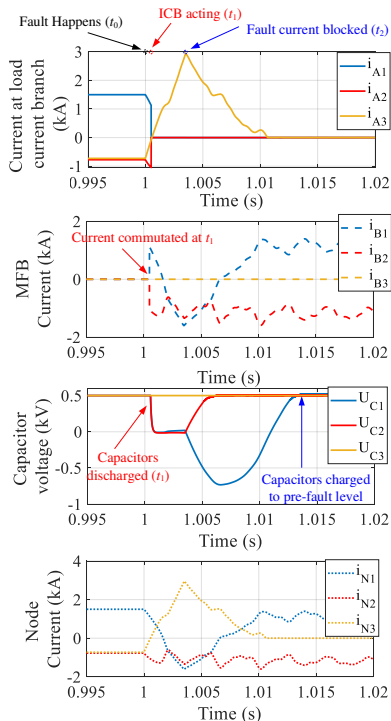 ICB acting (t1)
Fault Happens (t0)
Fault current blocked (t2)
Current at load
current branch
(kA)
3
2
1
0
-1
iA1
iA2
iA3
0.995
1
1.005
1.01
1.015
1.02
Time (s)
MFB
Current (kA)
2
0
-2
Current commutated at t1
iB1
iB2
iB3
0.995
1
1.005
1.01
1.015
1.02
Time (s)
Capacitor
voltage (kV)
0.5
0
-0.5
-1
Capacitors
discharged (t1)
Capacitors charged
to pre-fault level
UC1
UC2
UC3
0.995
1
1.005
1.01
1.015
1.02
Time (s)
Node
Current (kA)
4
2
0
-2
iN1
iN2
iN3
0.995
1
1.005
1.01
1.015
1.02
Time (s)